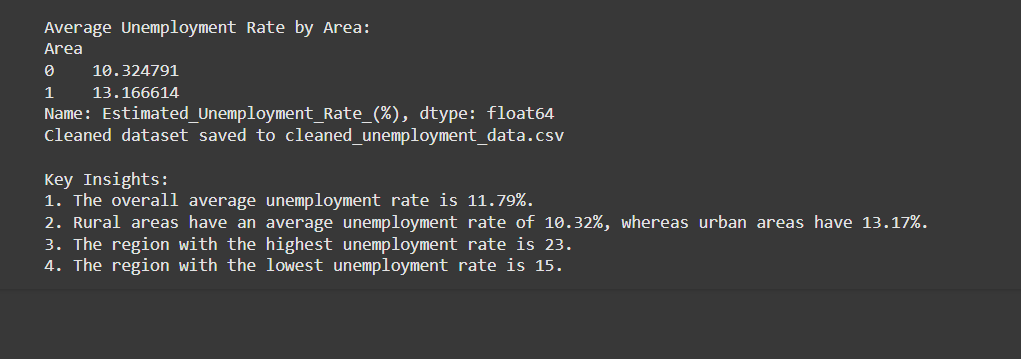 Average Unemployment Rate by Area:
Area
0    10.324791
1    13.166614
Name: Estimated_Unemployment_Rate_(%), dtype: float64
Cleaned dataset saved to cleaned_unemployment_data.csv

Key Insights:
1. The overall average unemployment rate is 11.79%.
2. Rural areas have an average unemployment rate of 10.32%, whereas urban areas have 13.17%.
3. The region with the highest unemployment rate is 23.
4. The region with the lowest unemployment rate is 15.